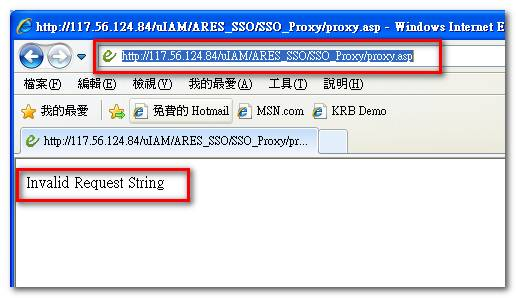 http://117.56.124.84/uIAM/ARES_SSO/SSO_Proxy/proxy.asp - Windows Internet E
http://117.56.124.84/uIAM/ARES_SSO/SSO_Proxy/proxy.asp
檔案(F) 編輯(E) 檢視(V) 我的最愛(A) 工具(T) 說明(H)
我的最愛 免費的 Hotmail MSN.com KRB Demo
http://117.56.124.84/uIAM/ARES_SSO/SSO_Proxy/pr...
Invalid Request String